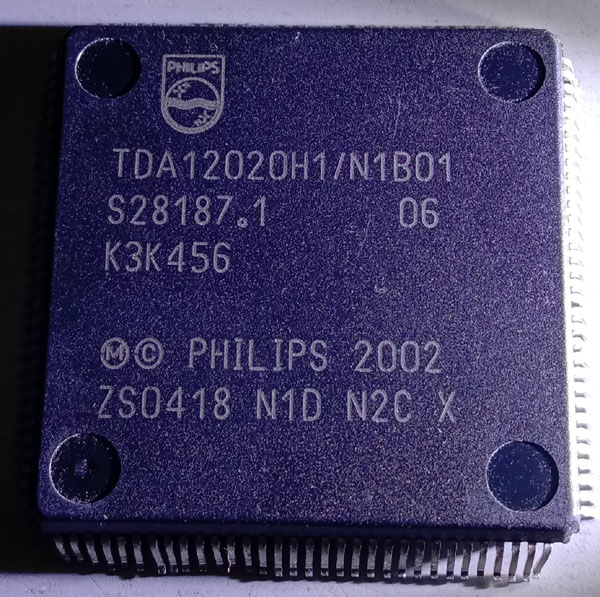 PHILIPS
TDA12020H1/N1B01
S28187.1 06
K3K456
Ⓜ © PHILIPS 2002
ZS0418 N1D N2C X